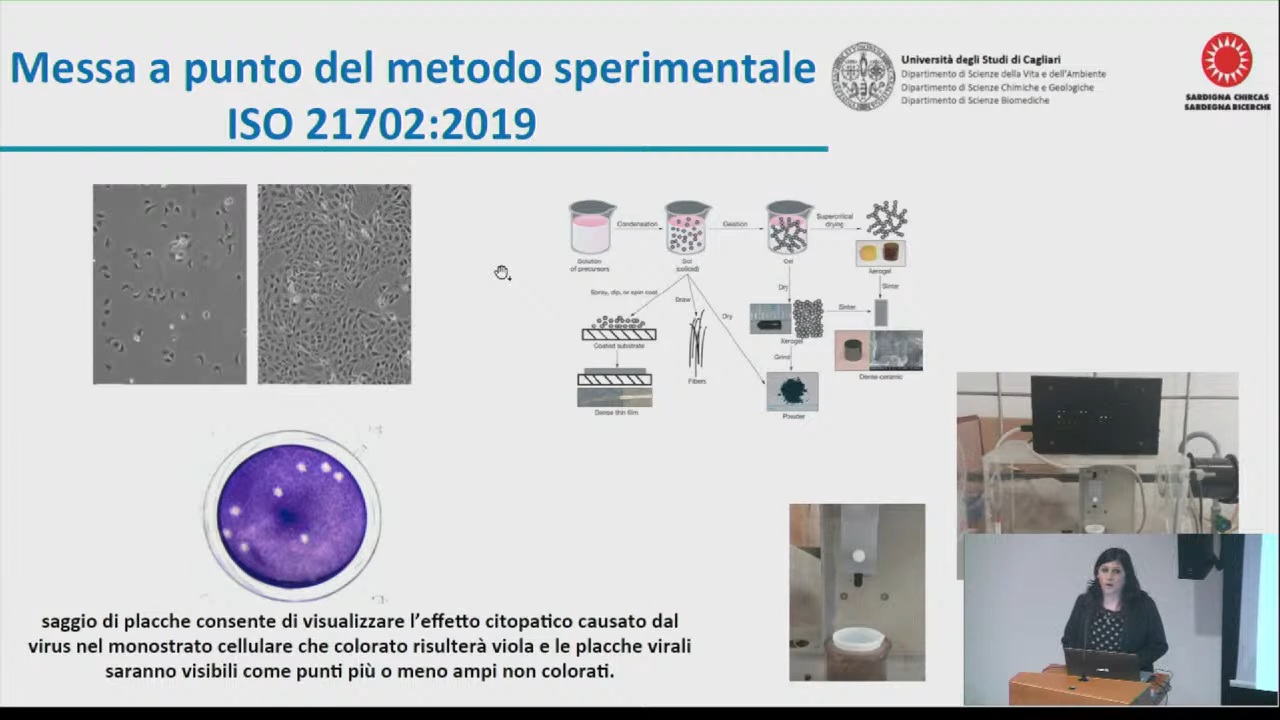 Messa a punto del metodo sperimentale
ISO 21702:2019
Università degli Studi di Cagliari
Dipartimento di Scienze della Vita e dell'Ambiente
Dipartimento di Scienze Chimiche e Geologiche
Dipartimento di Scienze Biomediche
SARDIGNA CHIRCAS
SARDEGNA RICERCHE
Solution
of precursors
Condensation
Sol
(colloid)
Gelation
Gel
Supercritical
drying
Aerogel
Spray, dip, or spin coat
Draw
Dry
Dry
Sinter
Coated substrate
Fibers
Xerogel
Sinter
Dense ceramic
Grind
Dense thin film
Powder
saggio di placche consente di visualizzare l'effetto citopatico causato dal
virus nel monostrato cellulare che colorato risulterà viola e le placche virali
saranno visibili come punti più o meno ampi non colorati.